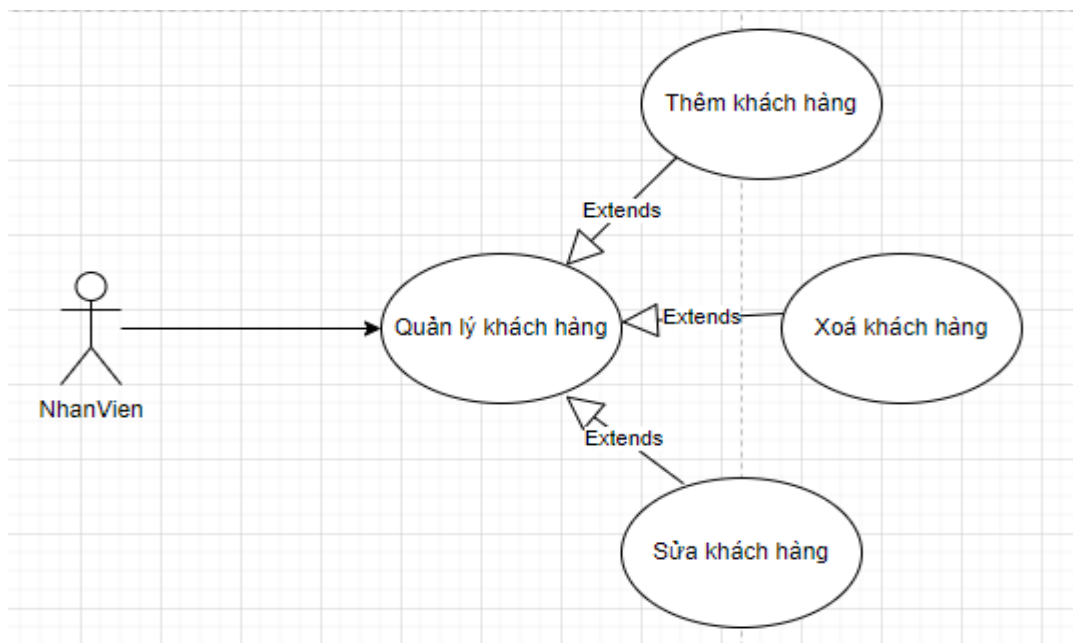 Thêm khách hàng
Extends
Quản lý khách hàng
Extends
Xoá khách hàng
NhanVien
Extends
Sửa khách hàng